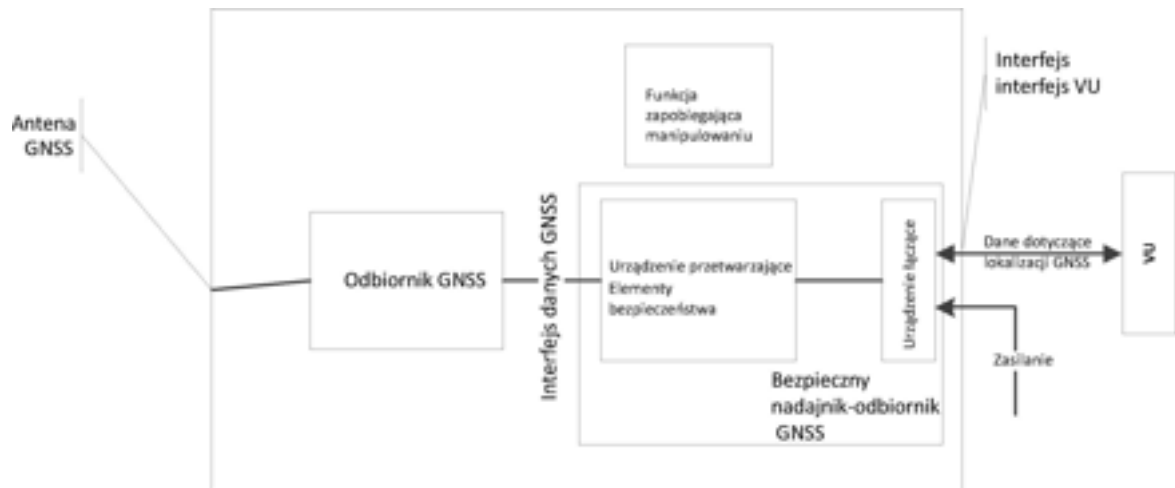 Antena
GNSS
Odbiornik GNSS
Interfejs danych GNSS
Funkcja
zapobiegająca
manipulowaniu
Urządzenie przetwarzające
Elementy
bezpieczeństwa
Urządzenie łączące
Bezpieczny
nadajnik-odbiornik
GNSS
Interfejs
interfejs VU
Dane dotyczące
lokalizacji GNSS
Zasilanie
VU